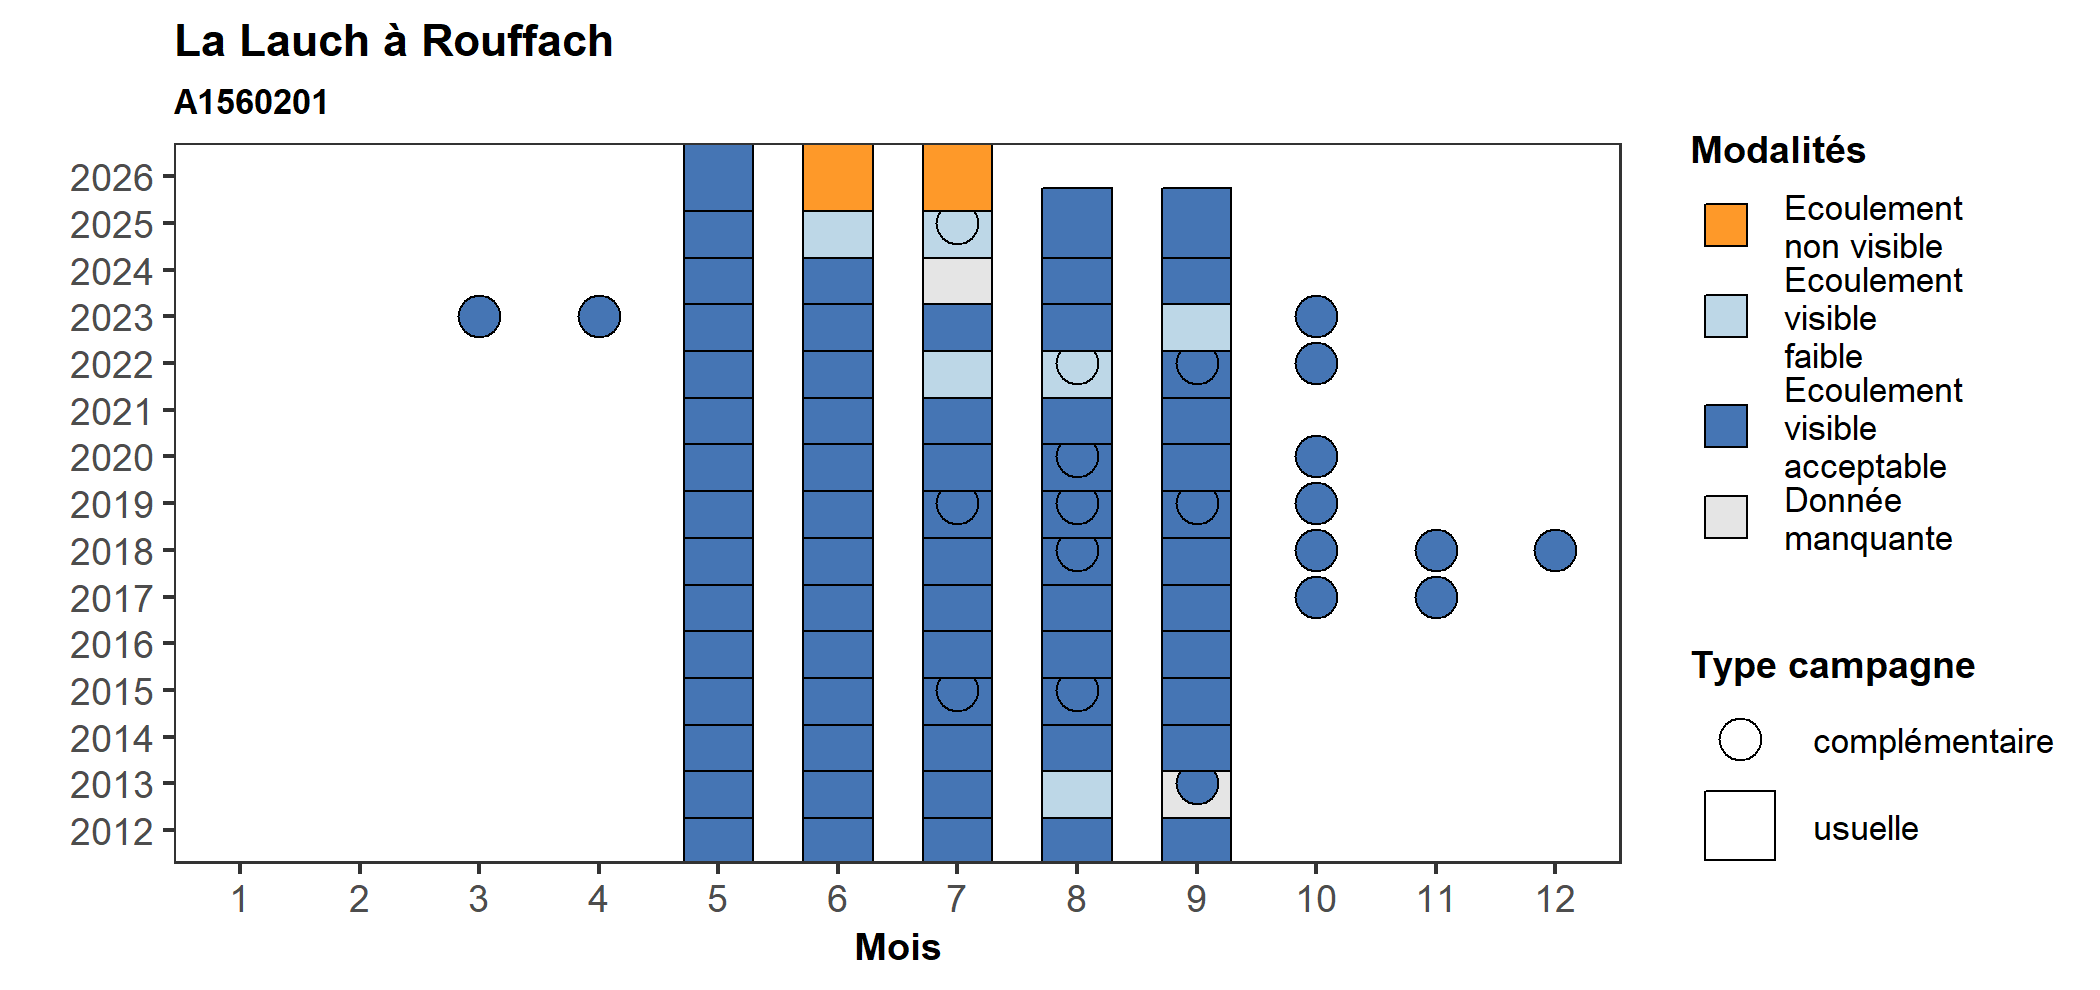 La Lauch à Rouffach
A1560201
2026
2025
2024
2023
2022
2021
2020
2019
2018
2017
2016
2015
2014
2013
2012
1 2 3 4 5 6 7 8 9 10 11 12
Mois
Modalités
Ecoulement
non visible
Ecoulement
visible
faible
Ecoulement
visible
acceptable
Donnée
manquante
Type campagne
complémentaire
usuelle